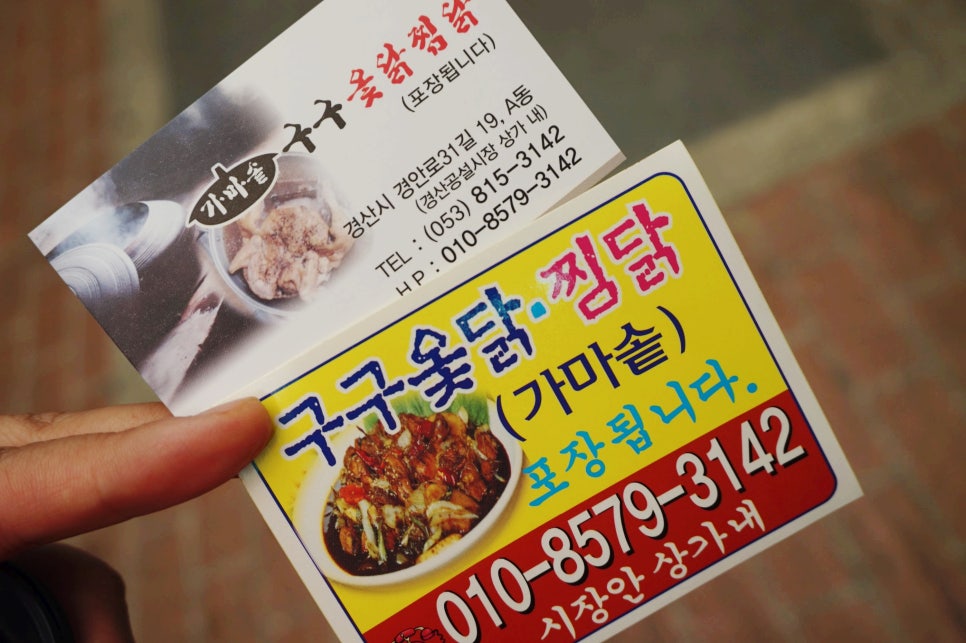 가마솥 구구 옻닭찜닭
(포장됩니다)
경산시 경안로31길 19, A동
(경산공설시장 상가 내)
TEL : (053) 815-3142
H.P : 010-8579-3142
구구옻닭·찜닭
(가마솥)
포장됩니다.
010-8579-3142
시장안 상가내